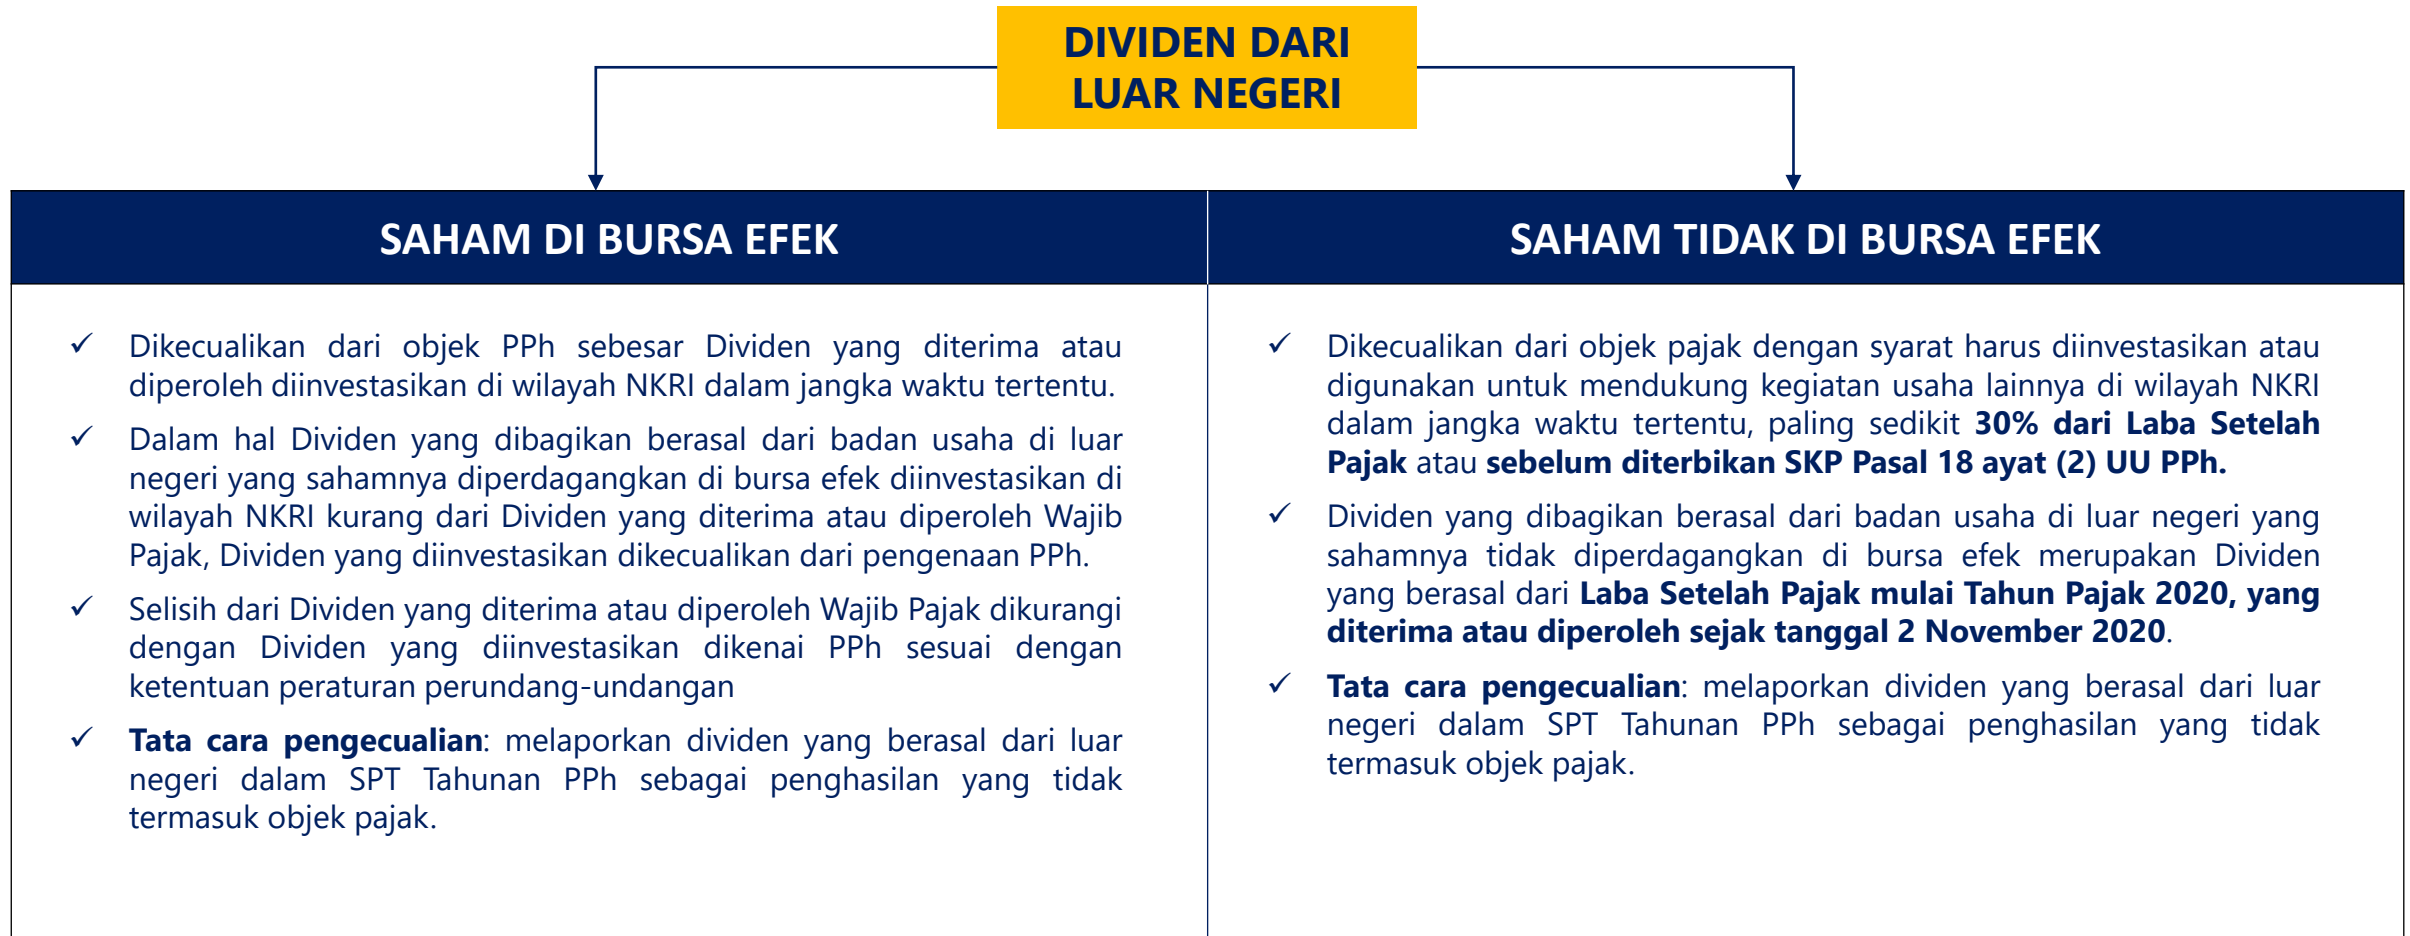 DIVIDEN DARI
LUAR NEGERI
SAHAM DI BURSA EFEK
✓ Dikecualikan dari objek PPh sebesar Dividen yang diterima atau
diperoleh diinvestasikan di wilayah NKRI dalam jangka waktu tertentu.
✓ Dalam hal Dividen yang dibagikan berasal dari badan usaha di luar
negeri yang sahamnya diperdagangkan di bursa efek diinvestasikan di
wilayah NKRI kurang dari Dividen yang diterima atau diperoleh Wajib
Pajak, Dividen yang diinvestasikan dikecualikan dari pengenaan PPh.
✓ Selisih dari Dividen yang diterima atau diperoleh Wajib Pajak dikurangi
dengan Dividen yang diinvestasikan dikenai PPh sesuai dengan
ketentuan peraturan perundang-undangan
✓ Tata cara pengecualian: melaporkan dividen yang berasal dari luar
negeri dalam SPT Tahunan PPh sebagai penghasilan yang tidak
termasuk objek pajak.
SAHAM TIDAK DI BURSA EFEK
✓ Dikecualikan dari objek pajak dengan syarat harus diinvestasikan atau
digunakan untuk mendukung kegiatan usaha lainnya di wilayah NKRI
dalam jangka waktu tertentu, paling sedikit 30% dari Laba Setelah
Pajak atau sebelum diterbikan SKP Pasal 18 ayat (2) UU PPh.
✓ Dividen yang dibagikan berasal dari badan usaha di luar negeri yang
sahamnya tidak diperdagangkan di bursa efek merupakan Dividen
yang berasal dari Laba Setelah Pajak mulai Tahun Pajak 2020, yang
diterima atau diperoleh sejak tanggal 2 November 2020.
✓ Tata cara pengecualian: melaporkan dividen yang berasal dari luar
negeri dalam SPT Tahunan PPh sebagai penghasilan yang tidak
termasuk objek pajak.